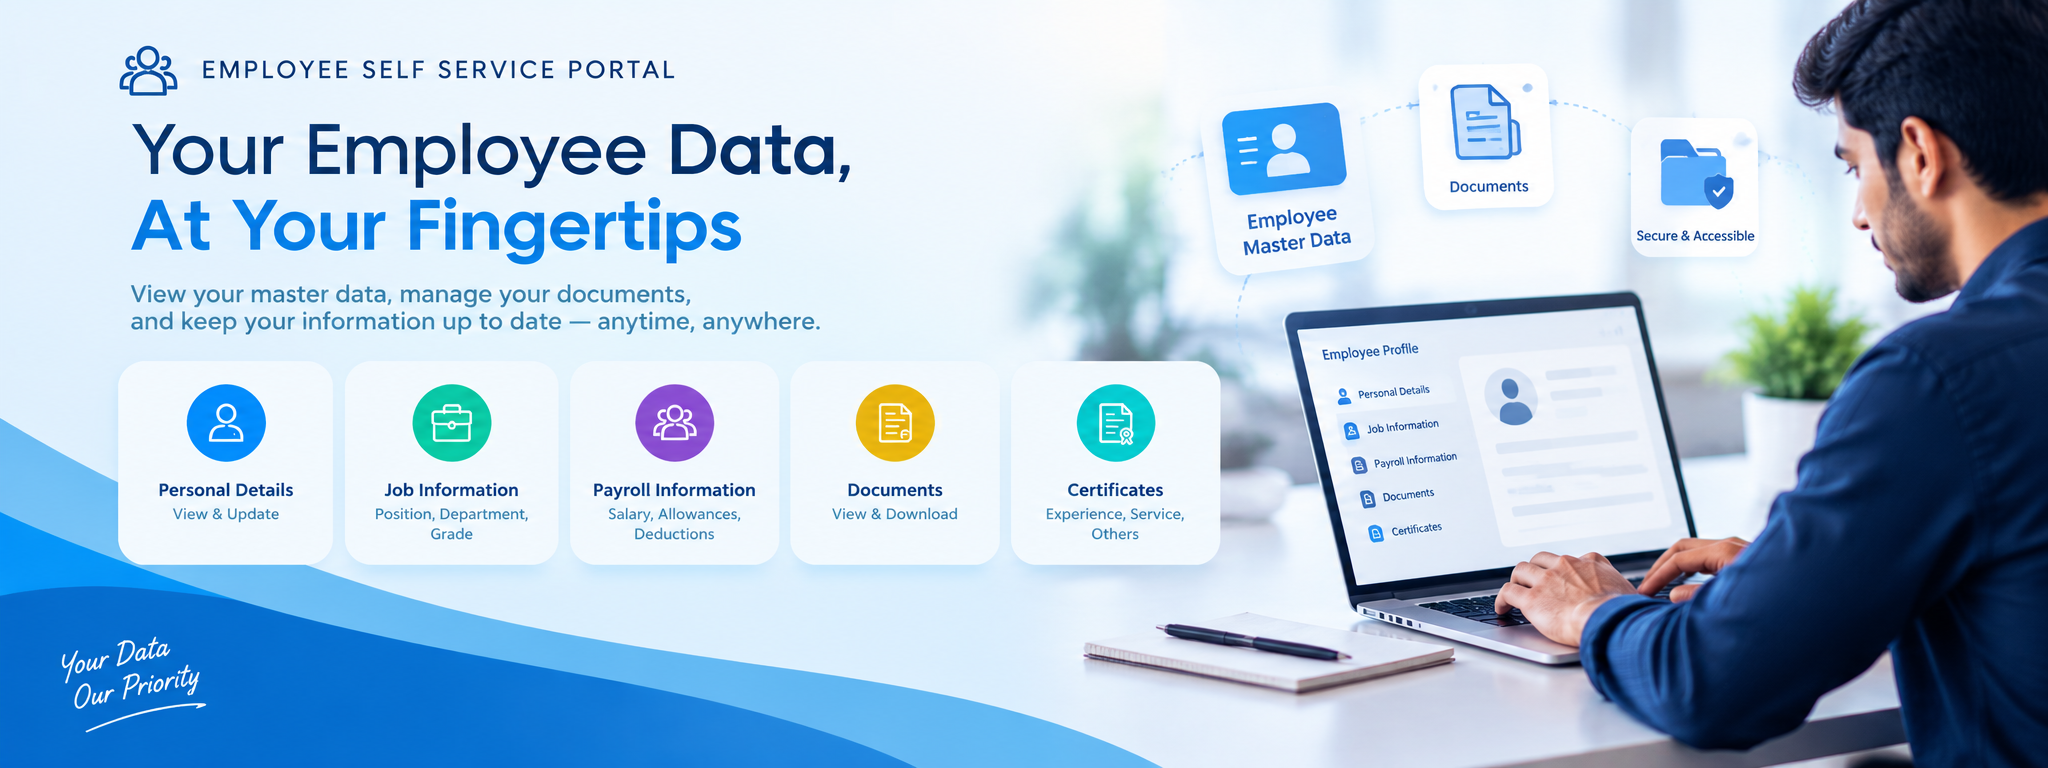 EMPLOYEE SELF SERVICE PORTAL
Your Employee Data,
At Your Fingertips
View your master data, manage your documents,
and keep your information up to date — anytime, anywhere.
Personal Details
View & Update
Job Information
Position, Department,
Grade
Payroll Information
Salary, Allowances,
Deductions
Documents
View & Download
Certificates
Experience, Service,
Others
Your Data
Our Priority
Employee
Master Data
Documents
Secure & Accessible
Employee Profile
Personal Details
Job Information
Payroll Information
Documents
Certificates